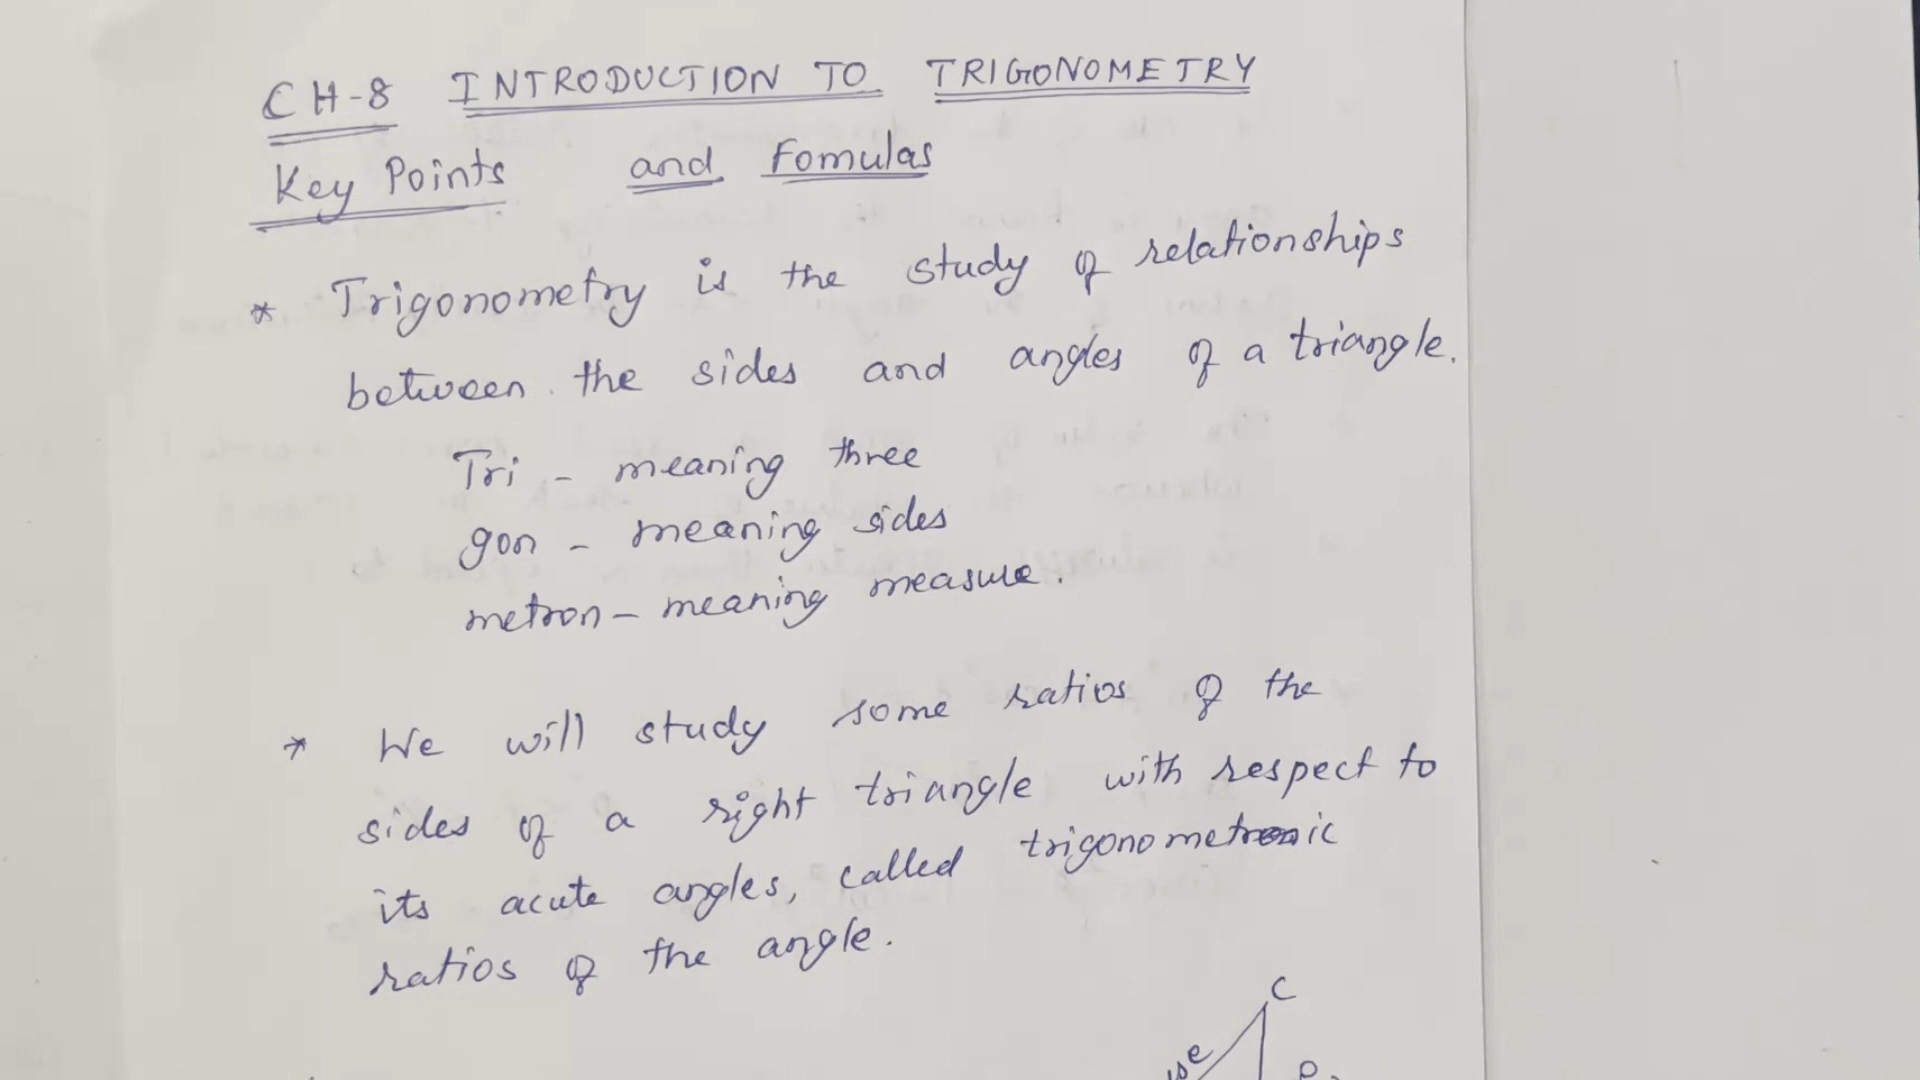 CH-8 INTRODUCTION TO TRIGONOMETRY
Key Points and Fomulas
* Trigonometry is the study of relationships
between the sides and angles of a triangle.
Tri - meaning three
gon - meaning sides
metron - meaning measure.
* We will study some ratios of the
sides of a right triangle with respect to
its acute angles, called trigonometric
ratios of the angle.
C